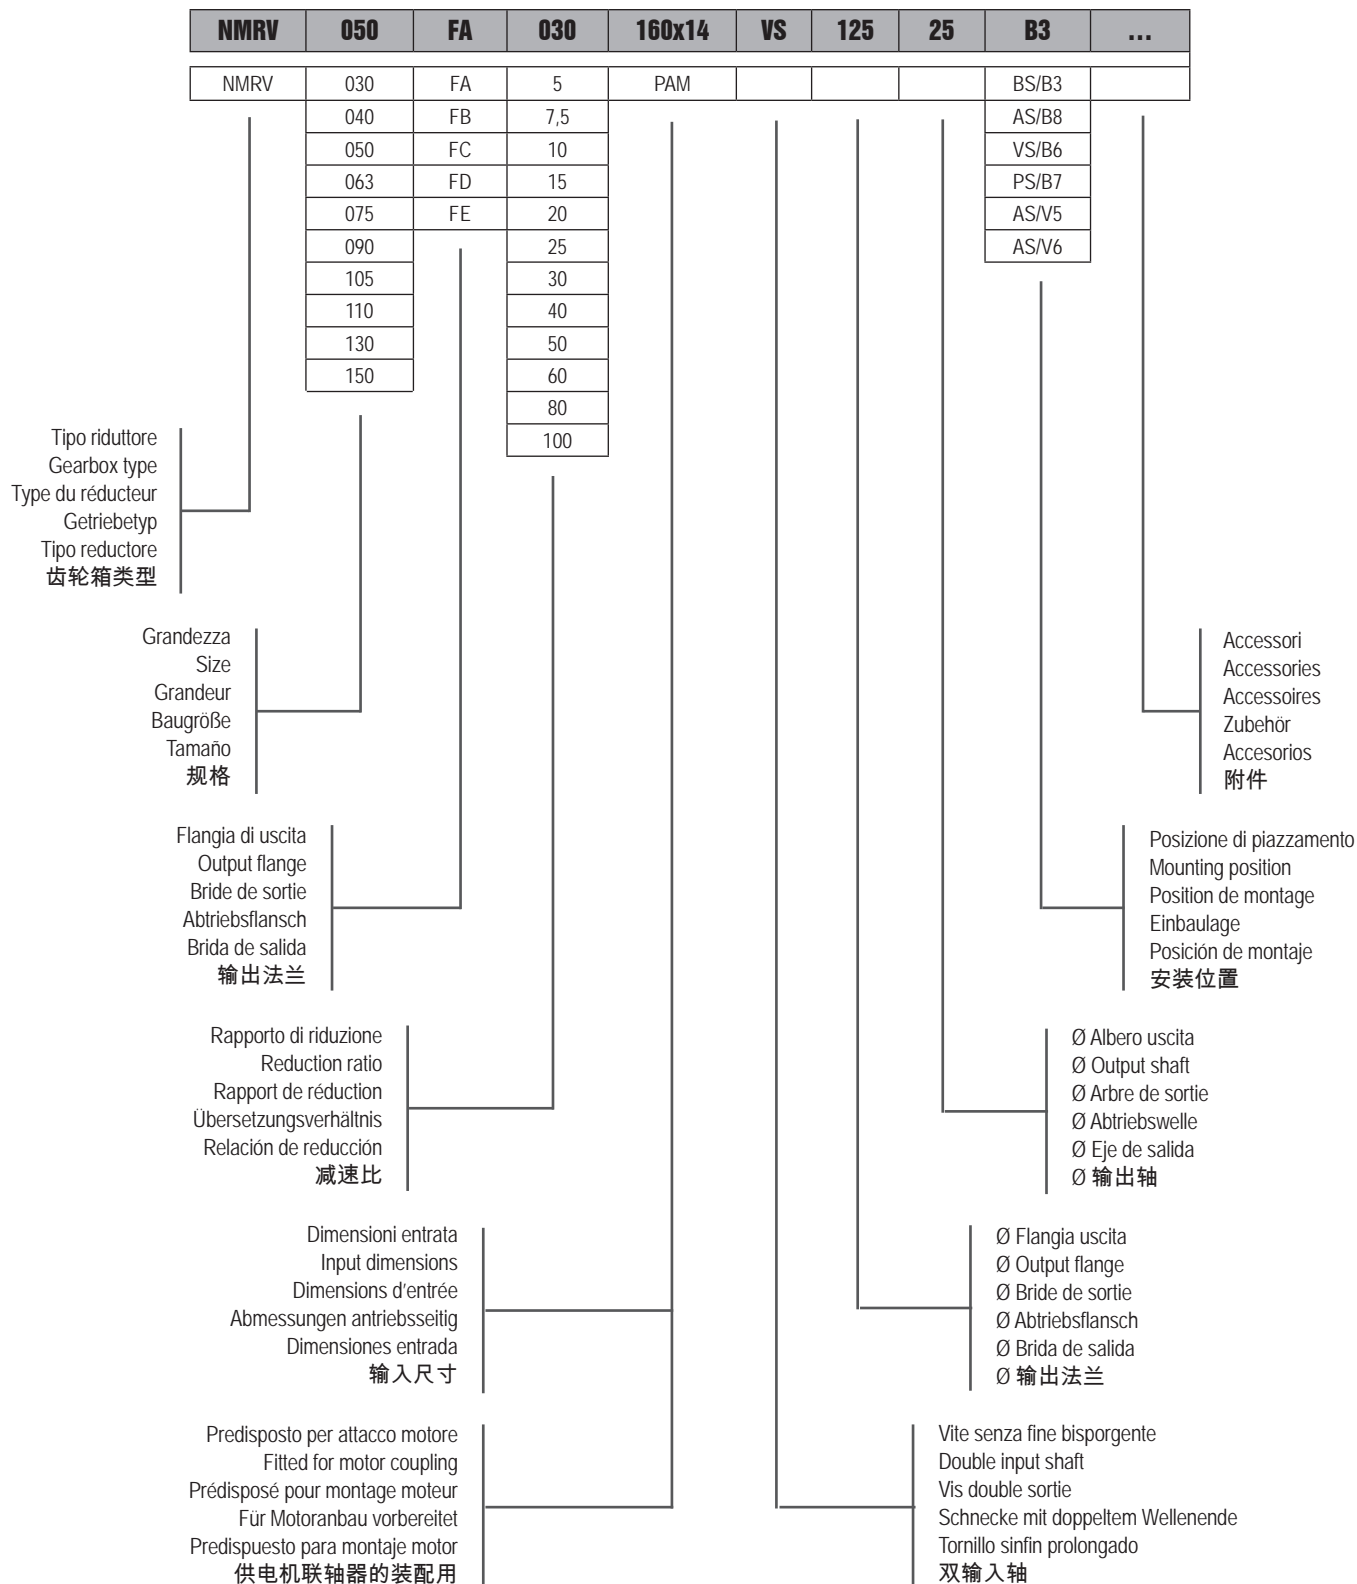 NMRV 050 FA 030 160x14 VS 125 25 B3 ...
NMRV 030 FA 5 PAM BS/B3
040 FB 7,5 AS/B8
050 FC 10 VS/B6
063 FD 15 PS/B7
075 FE 20 AS/V5
090 25 AS/V6
105 30
110 40
130 50
150 60
80
100
Tipo riduttore
Gearbox type
Type du réducteur
Getriebetyp
Tipo reductore
齿轮箱类型
Grandezza
Size
Grandeur
Baugröße
Tamaño
规格
Accessori
Accessories
Accessoires
Zubehör
Accesorios
附件
Flangia di uscita
Output flange
Bride de sortie
Abtriebsflansch
Brida de salida
输出法兰
Posizione di piazzamento
Mounting position
Position de montage
Einbaulage
Posición de montaje
安装位置
Rapporto di riduzione
Reduction ratio
Rapport de réduction
Übersetzungsverhältnis
Relación de reducción
减速比
Ø Albero uscita
Ø Output shaft
Ø Arbre de sortie
Ø Abtriebswelle
Ø Eje de salida
Ø 输出轴
Dimensioni entrata
Input dimensions
Dimensions d'entrée
Abmessungen antriebsseitig
Dimensiones entrada
输入尺寸
Ø Flangia uscita
Ø Output flange
Ø Bride de sortie
Ø Abtriebsflansch
Ø Brida de salida
Ø 输出法兰
Predisposto per attacco motore
Fitted for motor coupling
Prédisposé pour montage moteur
Für Motoranbau vorbereitet
Predispuesto para montaje motor
供电机联轴器的装配用
Vite senza fine bisporgente
Double input shaft
Vis double sortie
Schnecke mit doppeltem Wellenende
Tornillo sinfin prolongado
双输入轴